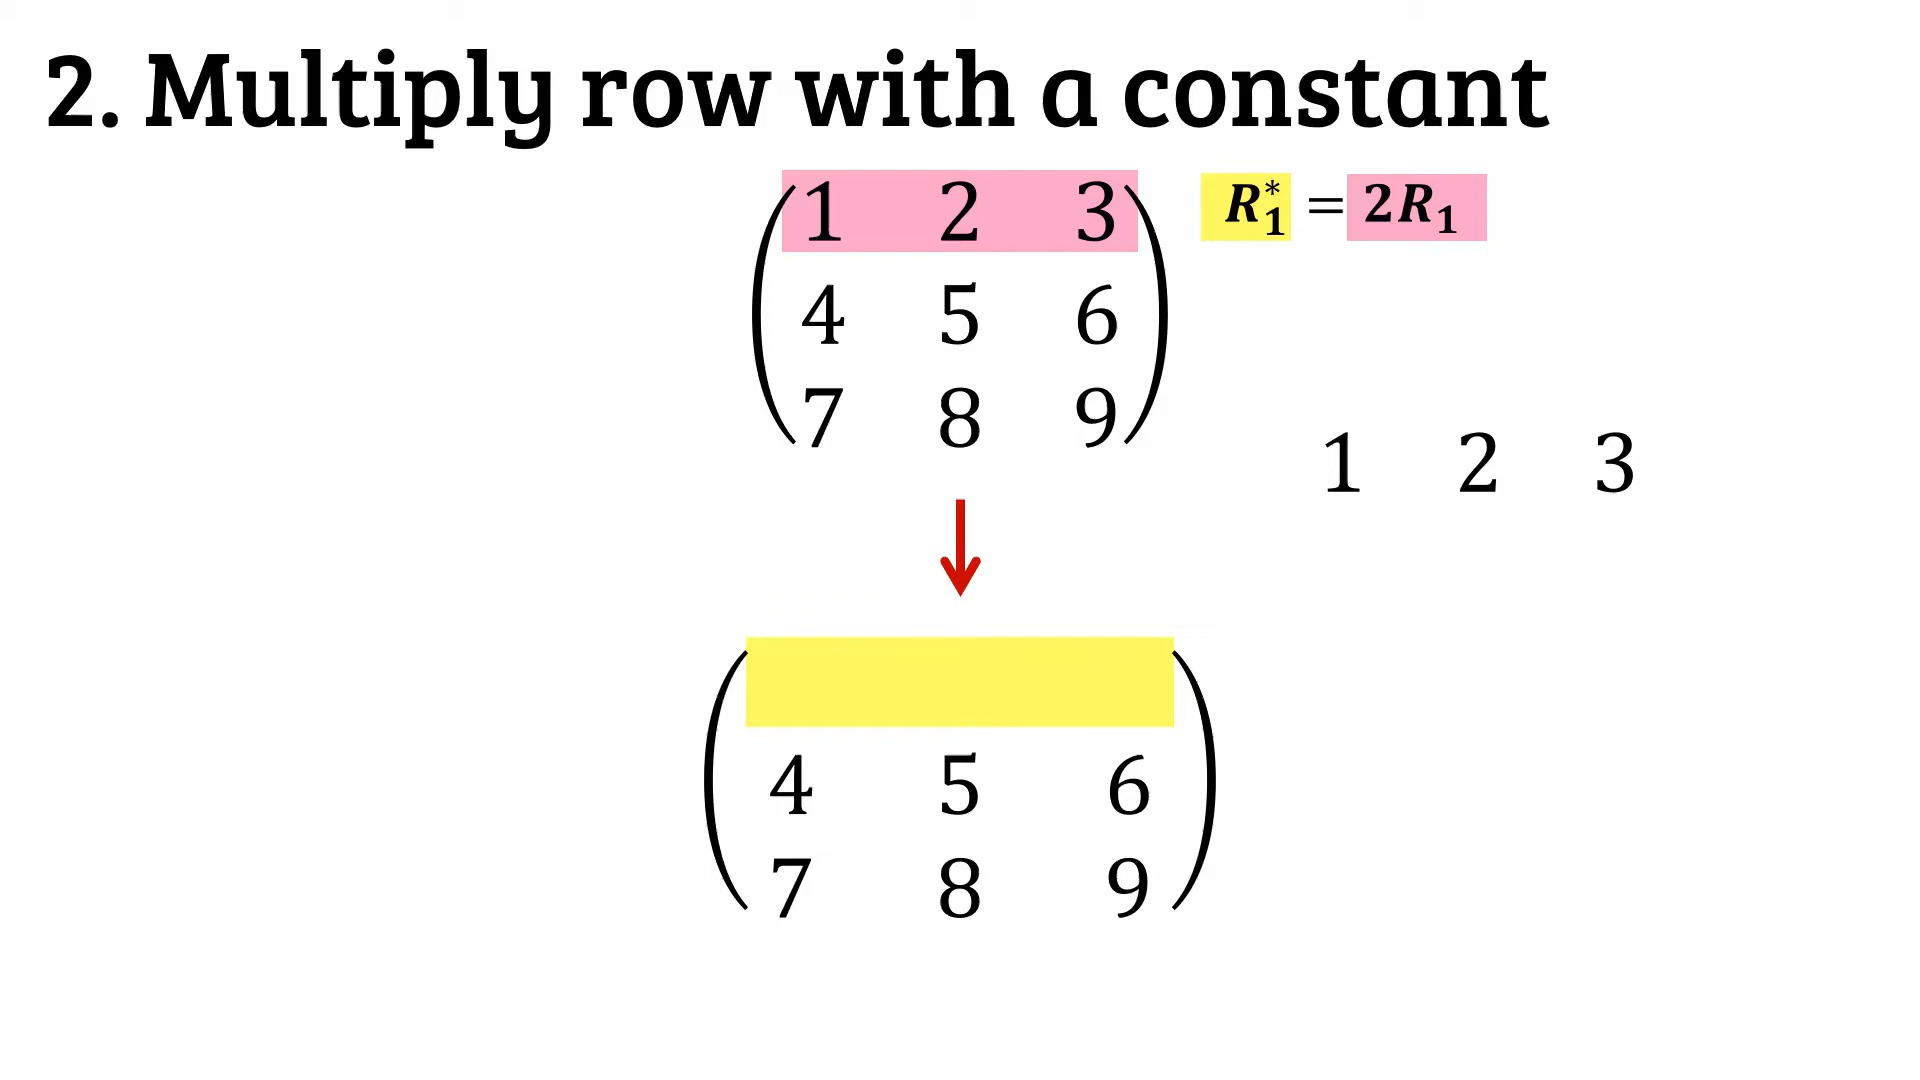 2. Multiply row with a constant
1 2 3 R₁* = 2R₁
4 5 6
7 8 9
1 2 3
4 5 6
7 8 9